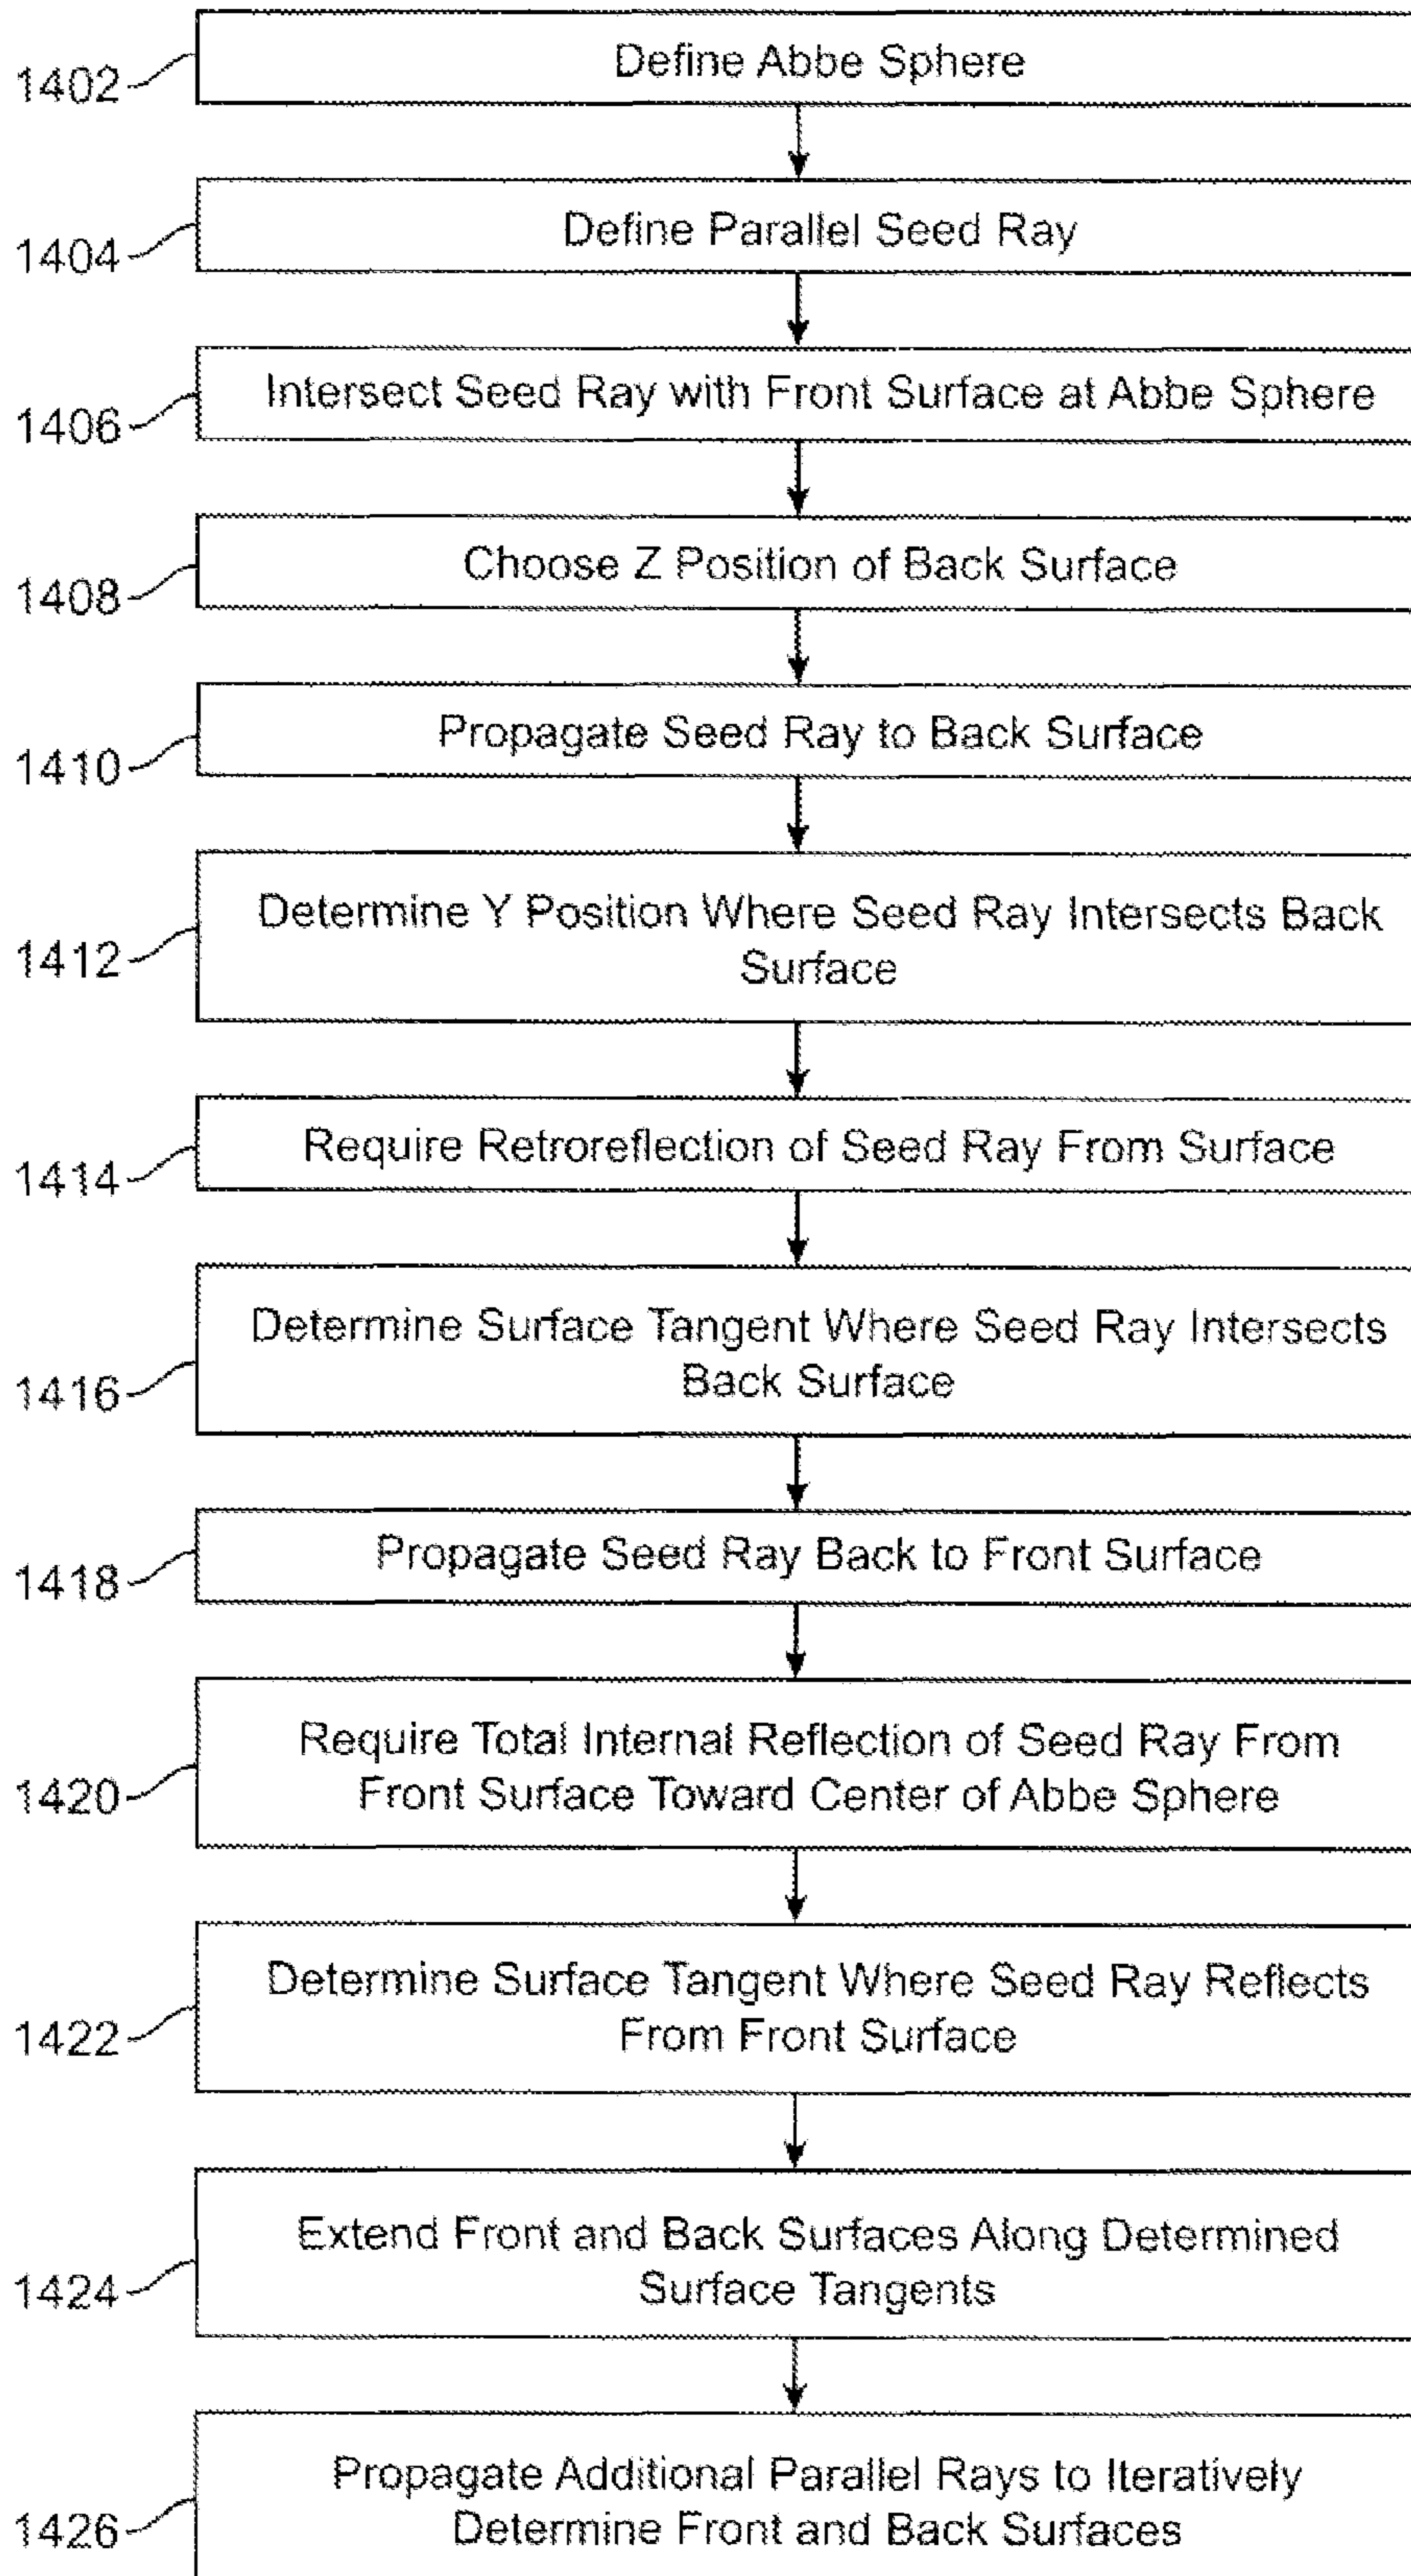 Define Abbe Sphere
1402
Define Parallel Seed Ray
1404
Intersect Seed Ray with Front Surface at Abbe Sphere
1406
Choose Z Position of Back Surface
1408
Propagate Seed Ray to Back Surface
1410
Determine Y Position Where Seed Ray Intersects Back
Surface
1412
Require Retroreflection of Seed Ray From Surface
1414
Determine Surface Tangent Where Seed Ray Intersects
Back Surface
1416
Propagate Seed Ray Back to Front Surface
1418
Require Total Internal Reflection of Seed Ray From
Front Surface Toward Center of Abbe Sphere
1420
Determine Surface Tangent Where Seed Ray Reflects
From Front Surface
1422
Extend Front and Back Surfaces Along Determined
Surface Tangents
1424
Propagate Additional Parallel Rays to Iteratively
Determine Front and Back Surfaces
1426